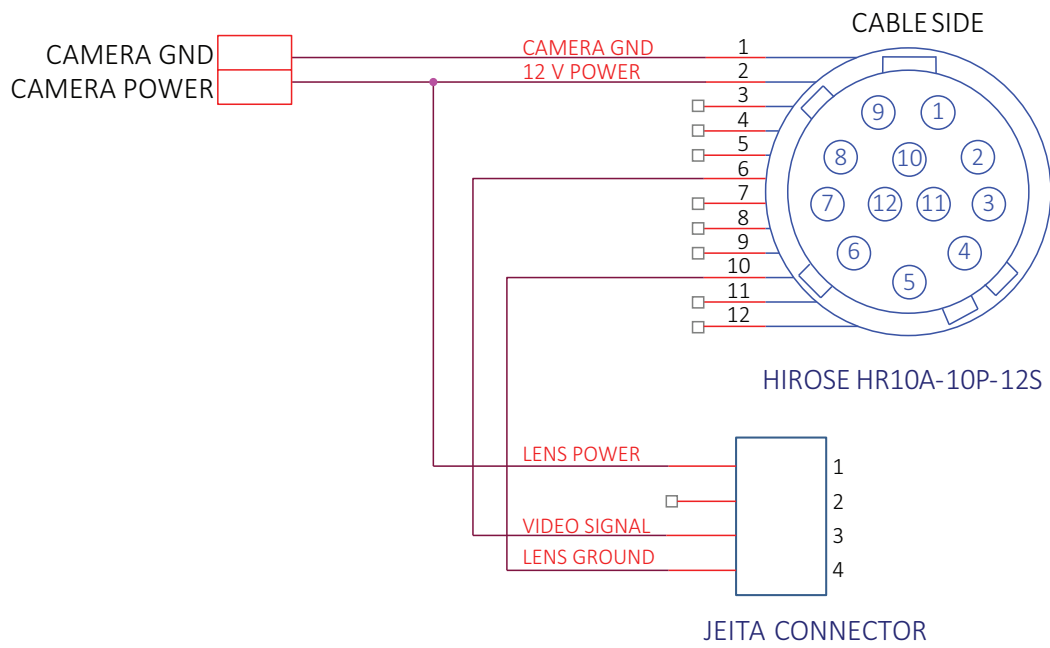 CABLE SIDE
CAMERA GND
CAMERA POWER
CAMERA GND 1
12 V POWER 2
3
4
5
6
7
8
9
10
11
12
9 1
8 10 2
7 12 11 3
6 4
5
HIROSE HR10A-10P-12S
LENS POWER 1
2
VIDEO SIGNAL 3
LENS GROUND 4
JEITA CONNECTOR